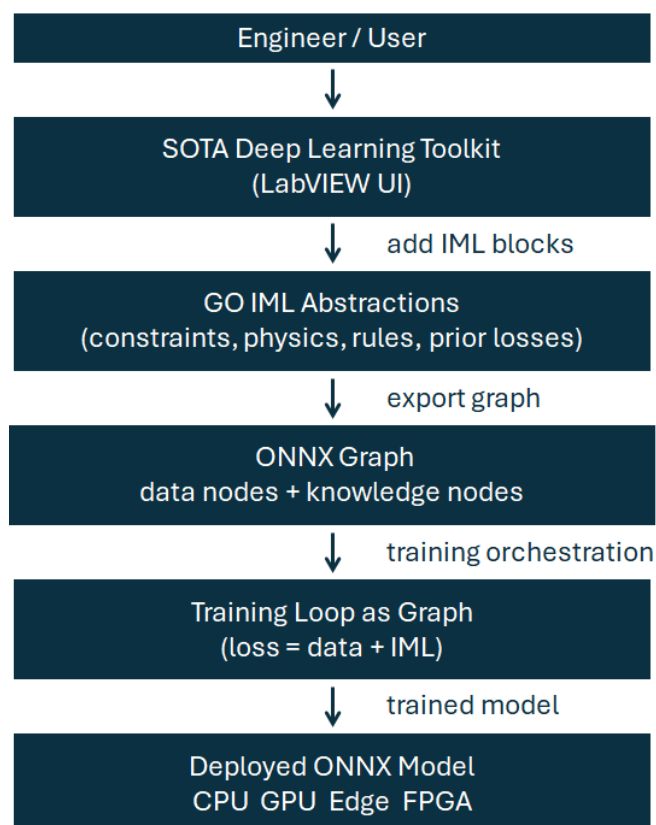 Engineer / User
SOTA Deep Learning Toolkit
(LabVIEW UI)
add IML blocks
GO IML Abstractions
(constraints, physics, rules, prior losses)
export graph
ONNX Graph
data nodes + knowledge nodes
training orchestration
Training Loop as Graph
(loss = data + IML)
trained model
Deployed ONNX Model
CPU GPU Edge FPGA